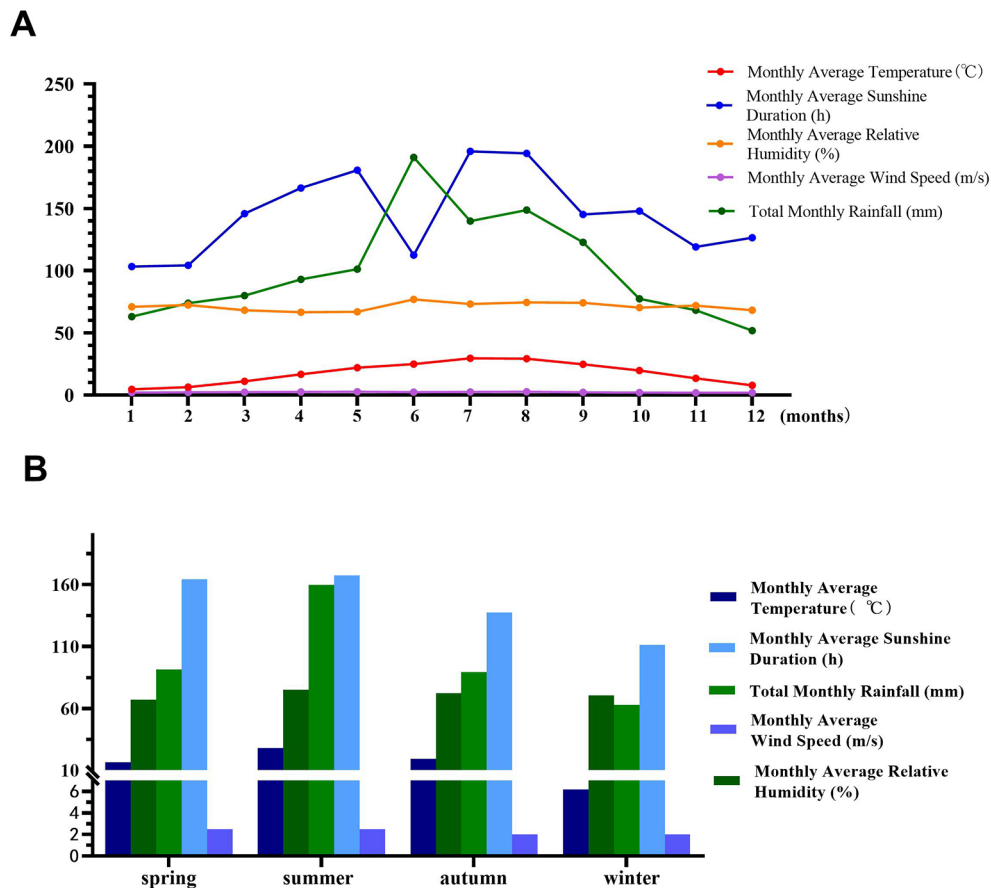 A
250
200
150
100
50
0
1 2 3 4 5 6 7 8 9 10 11 12 (months）
Monthly Average Temperature（℃）
Monthly Average Sunshine
Duration (h)
Monthly Average Relative
Humidity (%)
Monthly Average Wind Speed (m/s)
Total Monthly Rainfall (mm)
B
160
110
60
10
6
4
2
0
spring summer autumn winter
Monthly Average
Temperature（ ℃）
Monthly Average Sunshine
Duration (h)
Total Monthly Rainfall (mm)
Monthly Average
Wind Speed (m/s)
Monthly Average Relative
Humidity (%)